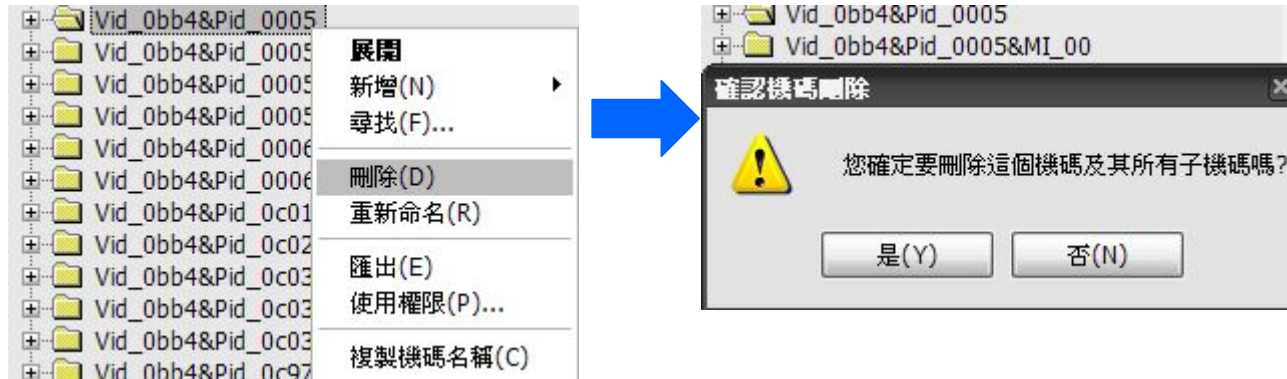 Vid_0bb4&Pid_0005
Vid_0bb4&Pid_0005
Vid_0bb4&Pid_0005
Vid_0bb4&Pid_0005
Vid_0bb4&Pid_0006
Vid_0bb4&Pid_0006
Vid_0bb4&Pid_0c01
Vid_0bb4&Pid_0c02
Vid_0bb4&Pid_0c03
Vid_0bb4&Pid_0c03
Vid_0bb4&Pid_0c03
Vid_0bb4&Pid_0c97
展開
新增(N)
尋找(F)...
刪除(D)
重新命名(R)
匯出(E)
使用權限(P)...
複製機碼名稱(C)
Vid_0bb4&Pid_0005
Vid_0bb4&Pid_0005&MI_00
確認機碼刪除
您確定要刪除這個機碼及其所有子機碼嗎?
是(Y)
否(N)